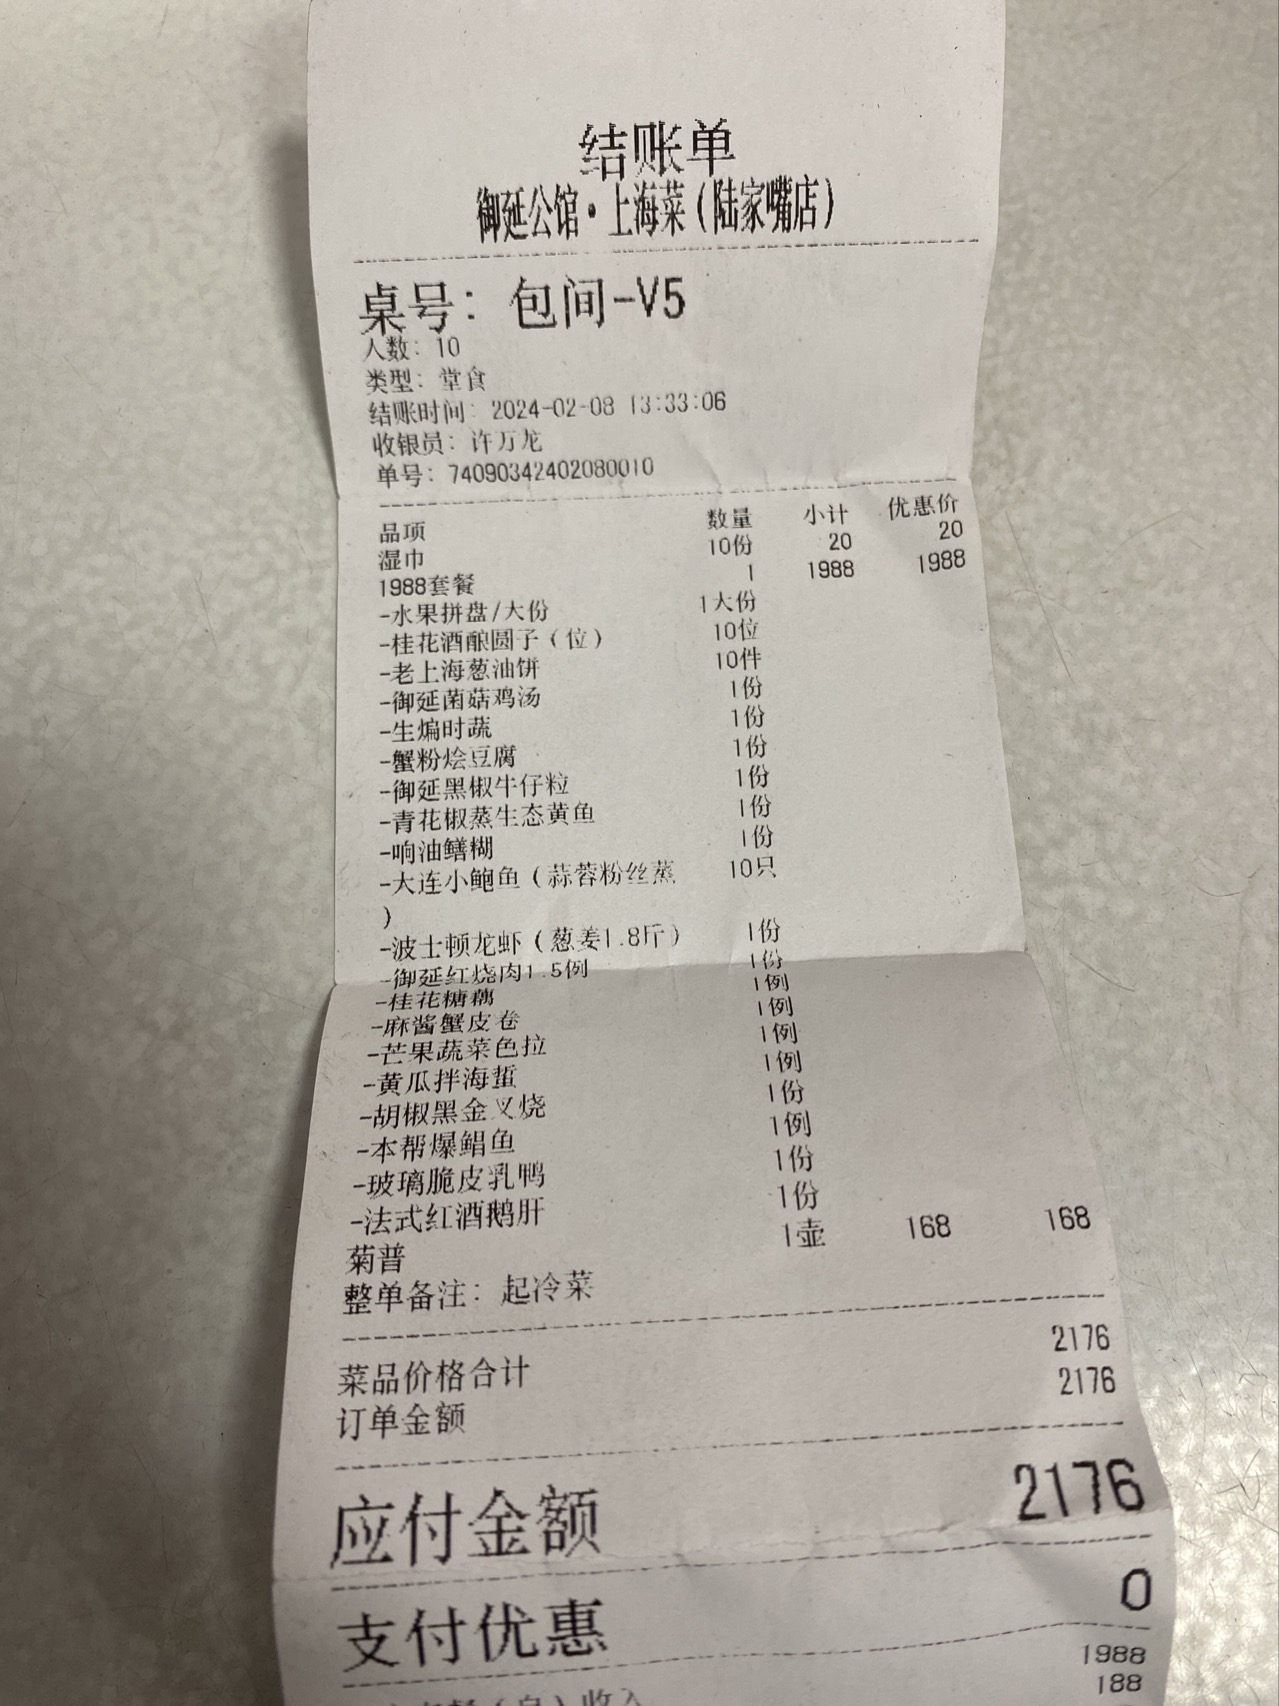 结账单
御延公馆·上海菜(陆家嘴店)
桌号: 包间-V5
人数: 10
类型: 堂食
结账时间: 2024-02-08 13:33:06
收银员: 许万龙
单号: 74090342402080010
品项 数量 小计 优惠价
湿巾 10份 20 20
1988套餐 1 1988 1988
-水果拼盘/大份 1大份
-桂花酒酿圆子(位) 10位
-老上海葱油饼 10件
-御延菌菇鸡汤 1份
-生煸时蔬 1份
-蟹粉烩豆腐 1份
-御延黑椒牛仔粒 1份
-青花椒蒸生态黄鱼 1份
-响油鳝糊 1份
-大连小鲍鱼(蒜蓉粉丝蒸 10只
)
-波士顿龙虾(葱姜1.8斤) 1份
-御延红烧肉1.5例 1份
-桂花糖藕 1例
-麻酱蟹皮卷 1例
-芒果蔬菜色拉 1例
-黄瓜拌海蜇 1例
-胡椒黑金叉烧 1份
-本帮爆鲳鱼 1例
-玻璃脆皮乳鸭 1份
-法式红酒鹅肝 1份
菊普 1壶 168 168
整单备注: 起冷菜
菜品价格合计 2176
订单金额 2176
应付金额 2176
支付优惠 0
1988
收入 188